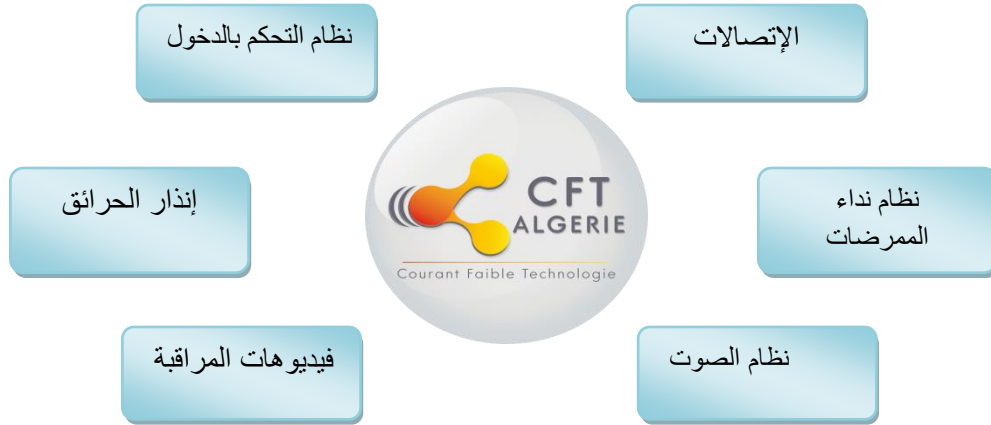 الإتصالات
نظام التحكم بالدخول
CFT
ALGERIE
Courant Faible Technologie
نظام نداء
الممرضات
إنذار الحرائق
نظام الصوت
فيديوهات المراقبة